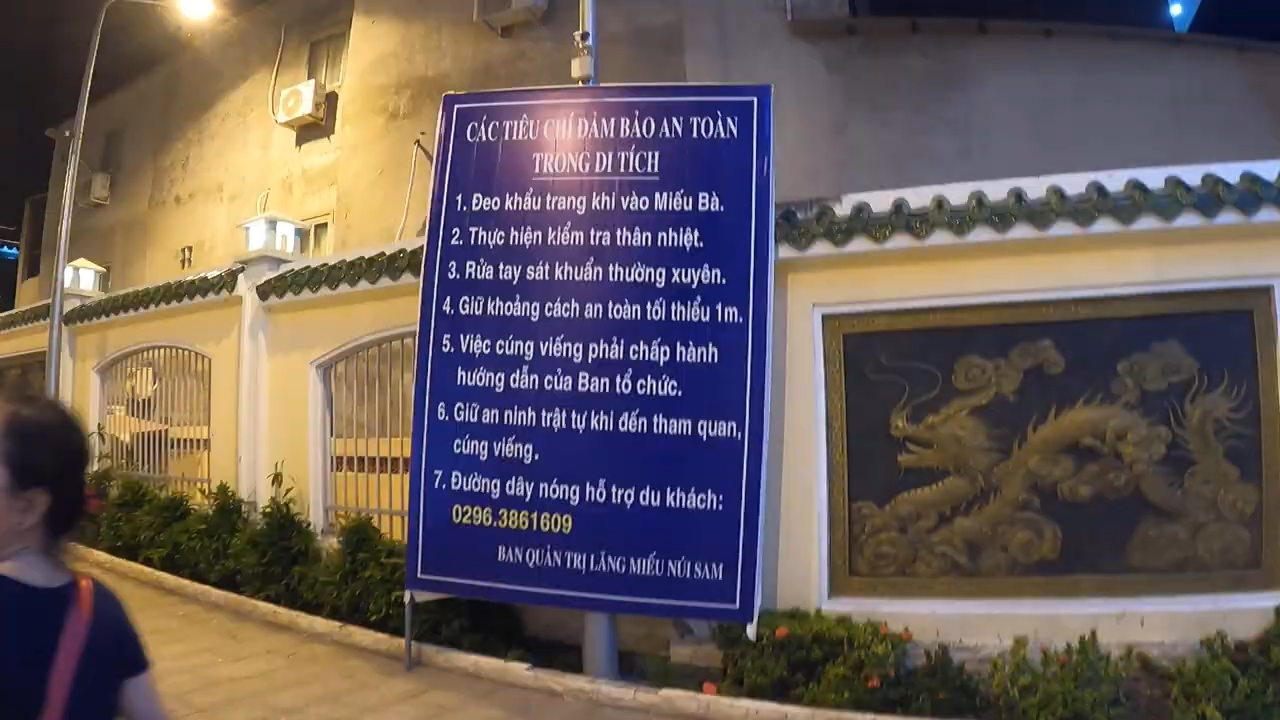 CÁC TIÊU CHÍ ĐẢM BẢO AN TOÀN
TRONG DI TÍCH
1. Đeo khẩu trang khi vào Miếu Bà.
2. Thực hiện kiểm tra thân nhiệt.
3. Rửa tay sát khuẩn thường xuyên.
4. Giữ khoảng cách an toàn tối thiểu 1m.
5. Việc cúng viếng phải chấp hành
hướng dẫn của Ban tổ chức.
6. Giữ an ninh trật tự khi đến tham quan,
cúng viếng.
7. Đường dây nóng hỗ trợ du khách:
0296.3861609
BAN QUẢN TRỊ LĂNG MIẾU NÚI SAM